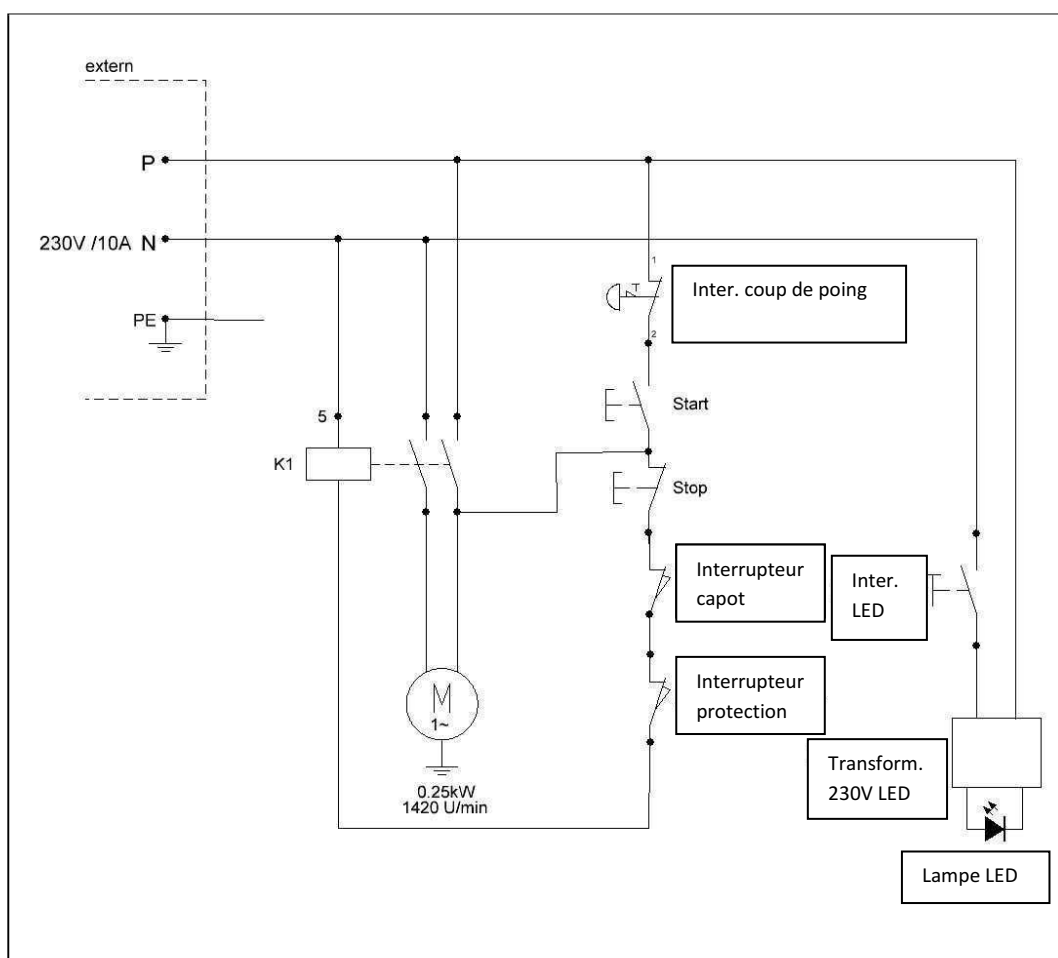 extern
P
230V /10A N
PE
1
Inter. coup de poing
2
Start
5
K1
Stop
Interrupteur
capot
Inter.
LED
Interrupteur
protection
M
1~
0.25kW
1420 U/min
Transform.
230V LED
Lampe LED